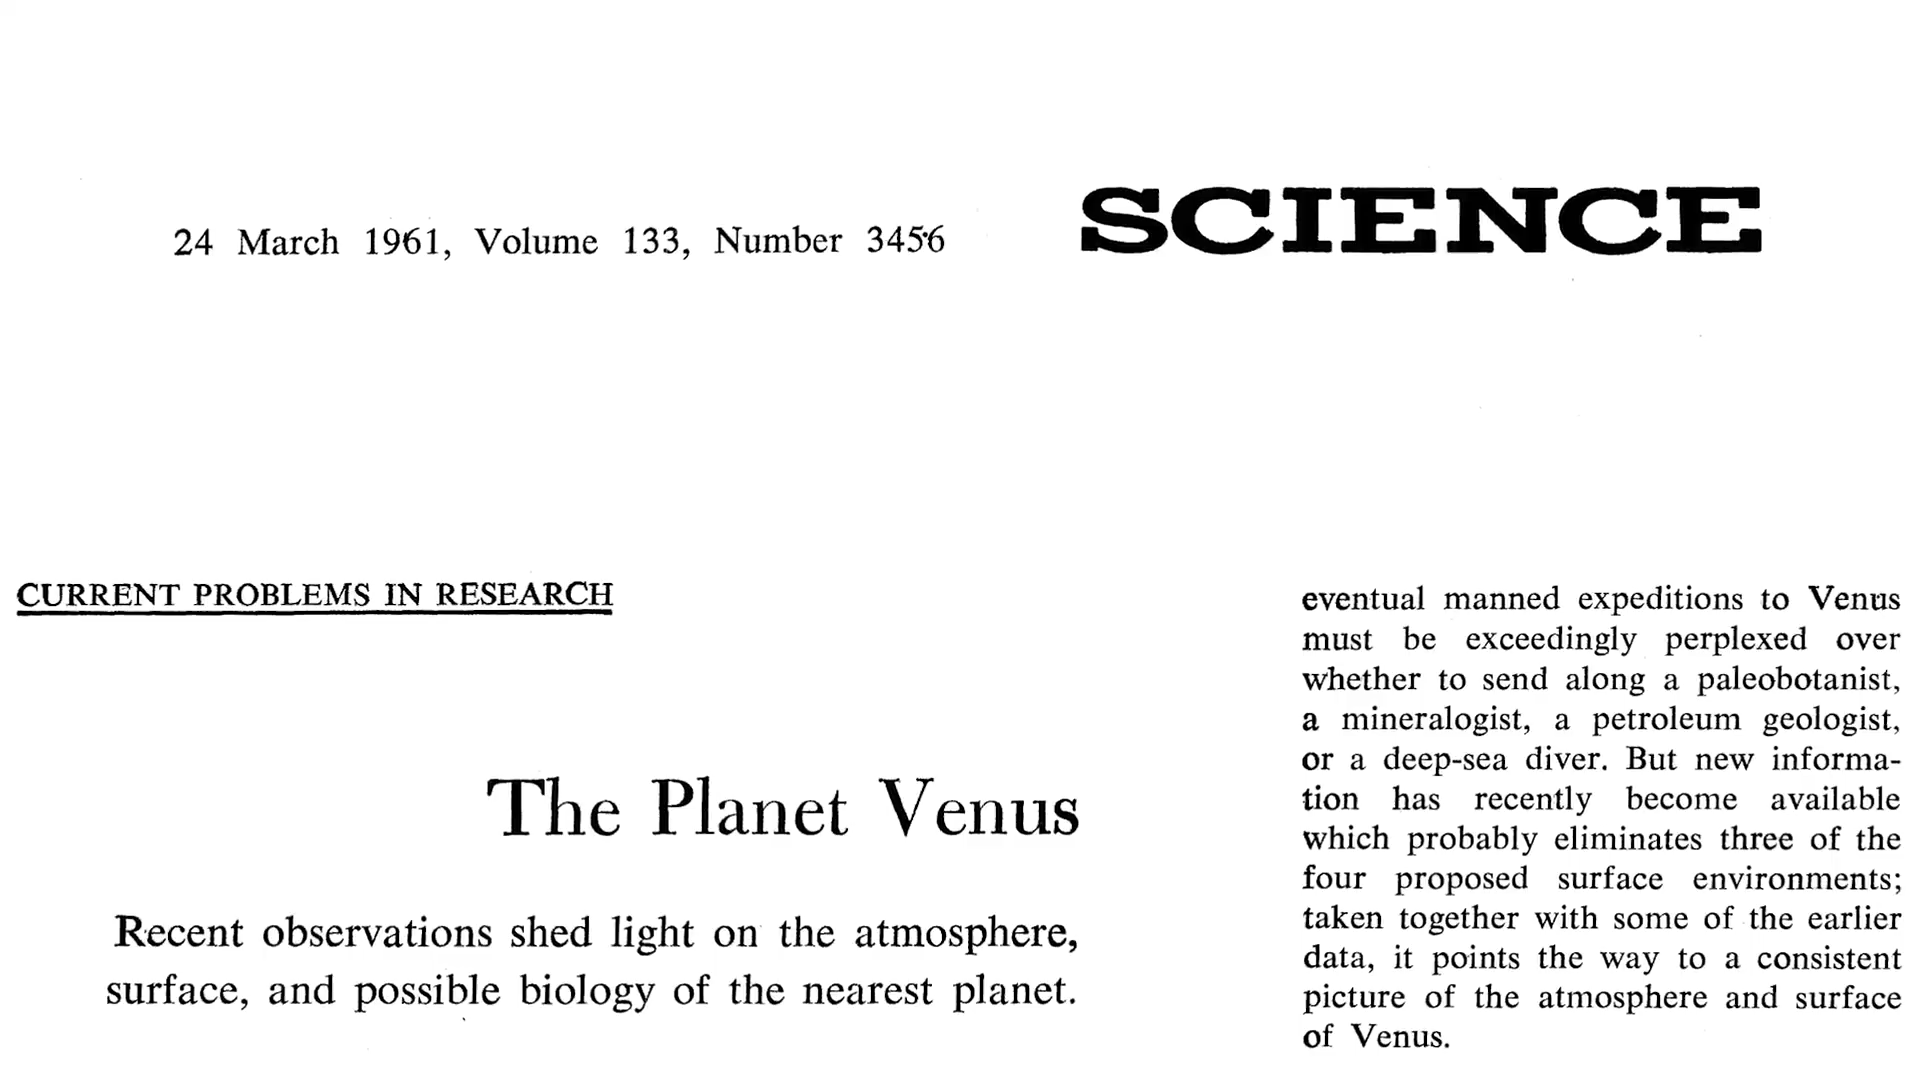 24 March 1961, Volume 133, Number 3456
SCIENCE
CURRENT PROBLEMS IN RESEARCH
The Planet Venus
Recent observations shed light on the atmosphere,
surface, and possible biology of the nearest planet.
eventual manned expeditions to Venus
must be exceedingly perplexed over
whether to send along a paleobotanist,
a mineralogist, a petroleum geologist,
or a deep-sea diver. But new informa-
tion has recently become available
which probably eliminates three of the
four proposed surface environments;
taken together with some of the earlier
data, it points the way to a consistent
picture of the atmosphere and surface
of Venus.